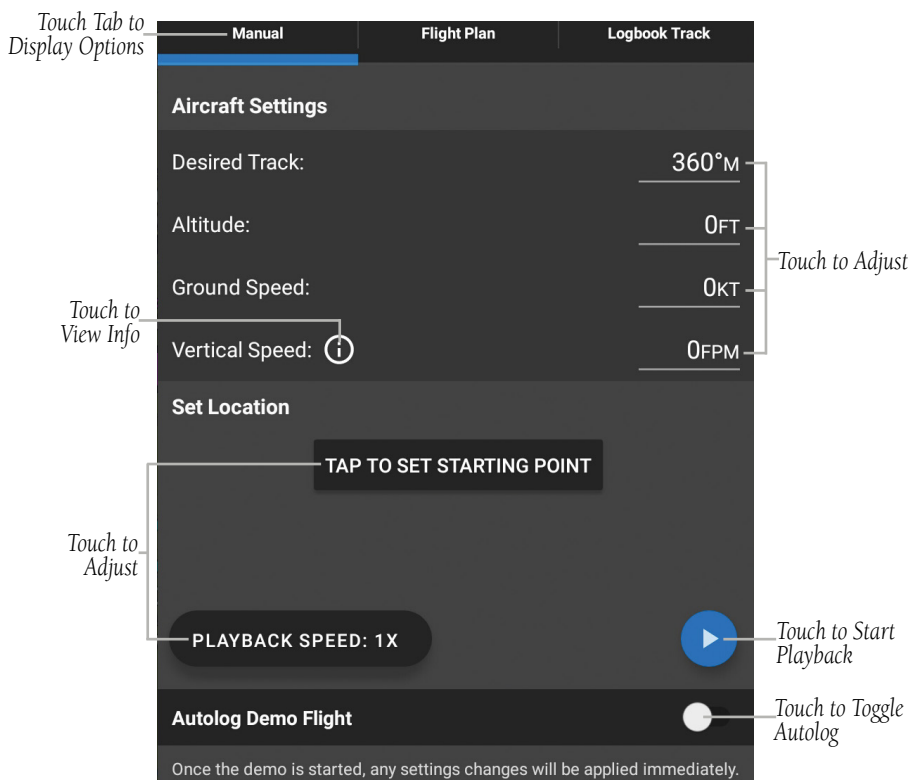 Touch Tab to
Display Options
Manual
Flight Plan
Logbook Track
Aircraft Settings
Desired Track:
360°M
Altitude:
0FT
Touch to Adjust
Ground Speed:
0KT
Touch to
View Info
Vertical Speed:
0FPM
Set Location
TAP TO SET STARTING POINT
Touch to
Adjust
PLAYBACK SPEED: 1X
Touch to Start
Playback
Autolog Demo Flight
Touch to Toggle
Autolog
Once the demo is started, any settings changes will be applied immediately.